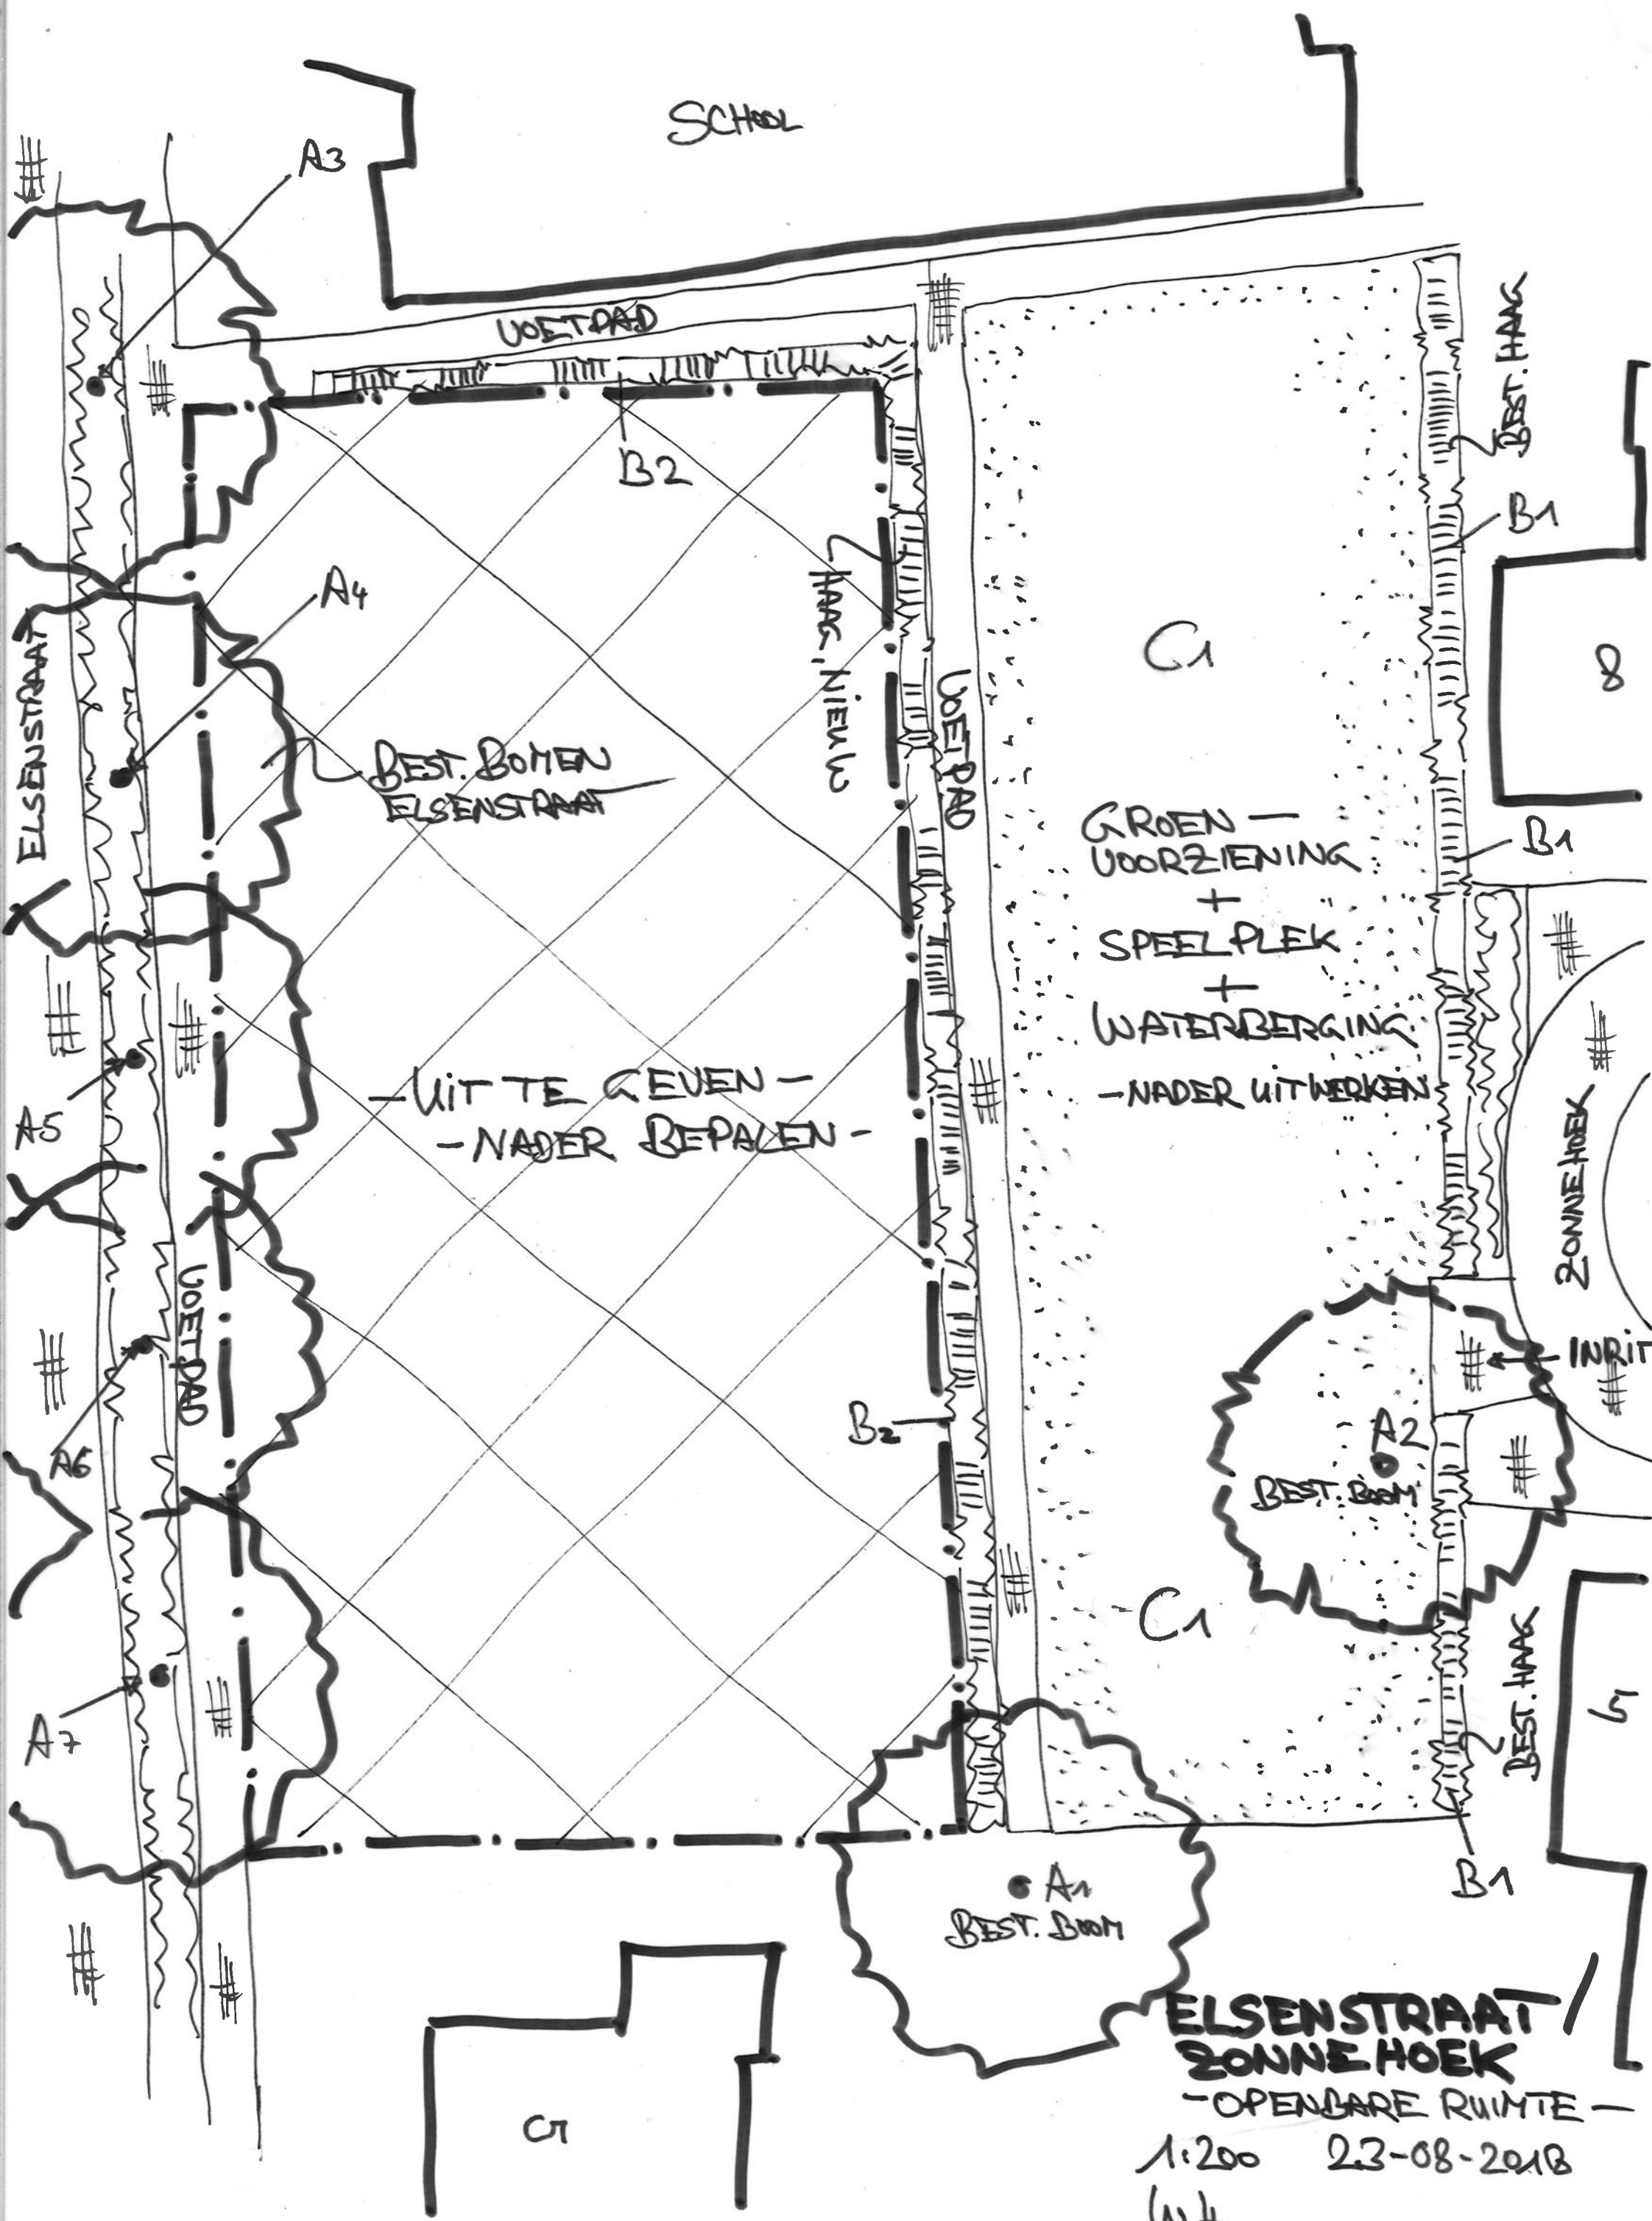 SCHOOL
A3
VOETPAD
BEST. HAAG
B2
B1
A4
HAAG, NIEUW
ELSENSTRAAT
C1
8
VOETPAD
BEST. BOMEN
ELSENSTRAAT
GROEN —
VOORZIENING
+
SPEELPLEK
+
WATERBERGING
- NADER UITWERKEN
B1
- UIT TE GEVEN -
- NADER BEPALEN -
A5
ZONNEHOEK
VOETPAD
INRIT
A6
B2
A2
BEST. BOOM
C1
A7
BEST. HAAG
5
B1
A1
BEST. BOOM
ELSENSTRAAT /
ZONNEHOEK
- OPENBARE RUIMTE -
1:200 23-08-2018